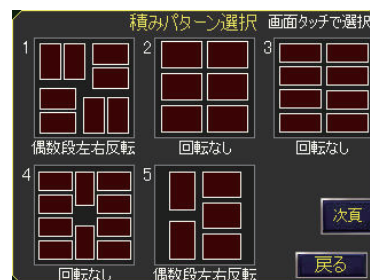 積みパターン選択 画面タッチで選択
1 2 3
偶数段左右反転 回転なし 回転なし
4 5
次頁
戻る
回転なし 偶数段左右反転